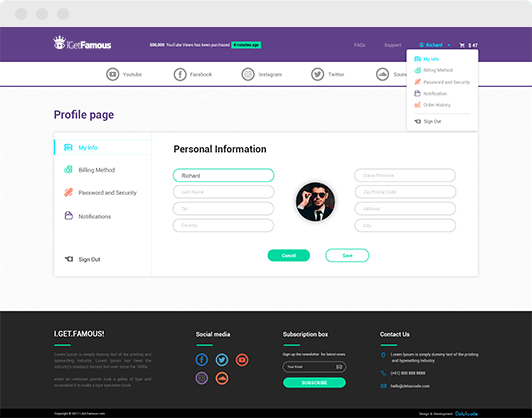 iGetFamous
500,000 YouTube Views has been purchased 4 minutes ago
FAQs
Support
Richard
$ 47
My Info
Billing Method
Password and Security
Notification
Order History
Sign Out
Youtube
Facebook
Instagram
Twitter
Soun
Profile page
My Info
Billing Method
Password and Security
Notifications
Sign Out
Personal Information
Richard
Last Name
Tel
Country
State/Province
Zip/Postal Code
Address
City
Cancel
Save
I.GET.FAMOUS!
Lorem Ipsum is simply dummy text of the printing
and typesetting industry. Lorem Ipsum has been the
industry's standard dummy text ever since the 1500s,
when an unknown printer took a galley of type and
scrambled it to make a type specimen book
Social media
Subscription box
Sign up the newsletter for latest news
Your Email
SUBSCRIBE
Contact Us
Lorem Ipsum is simply dummy text of the printing
and typesetting industry.
(+21) 800 888 8888
Copyright © 2017 I Get Famous.com
Design & Development: